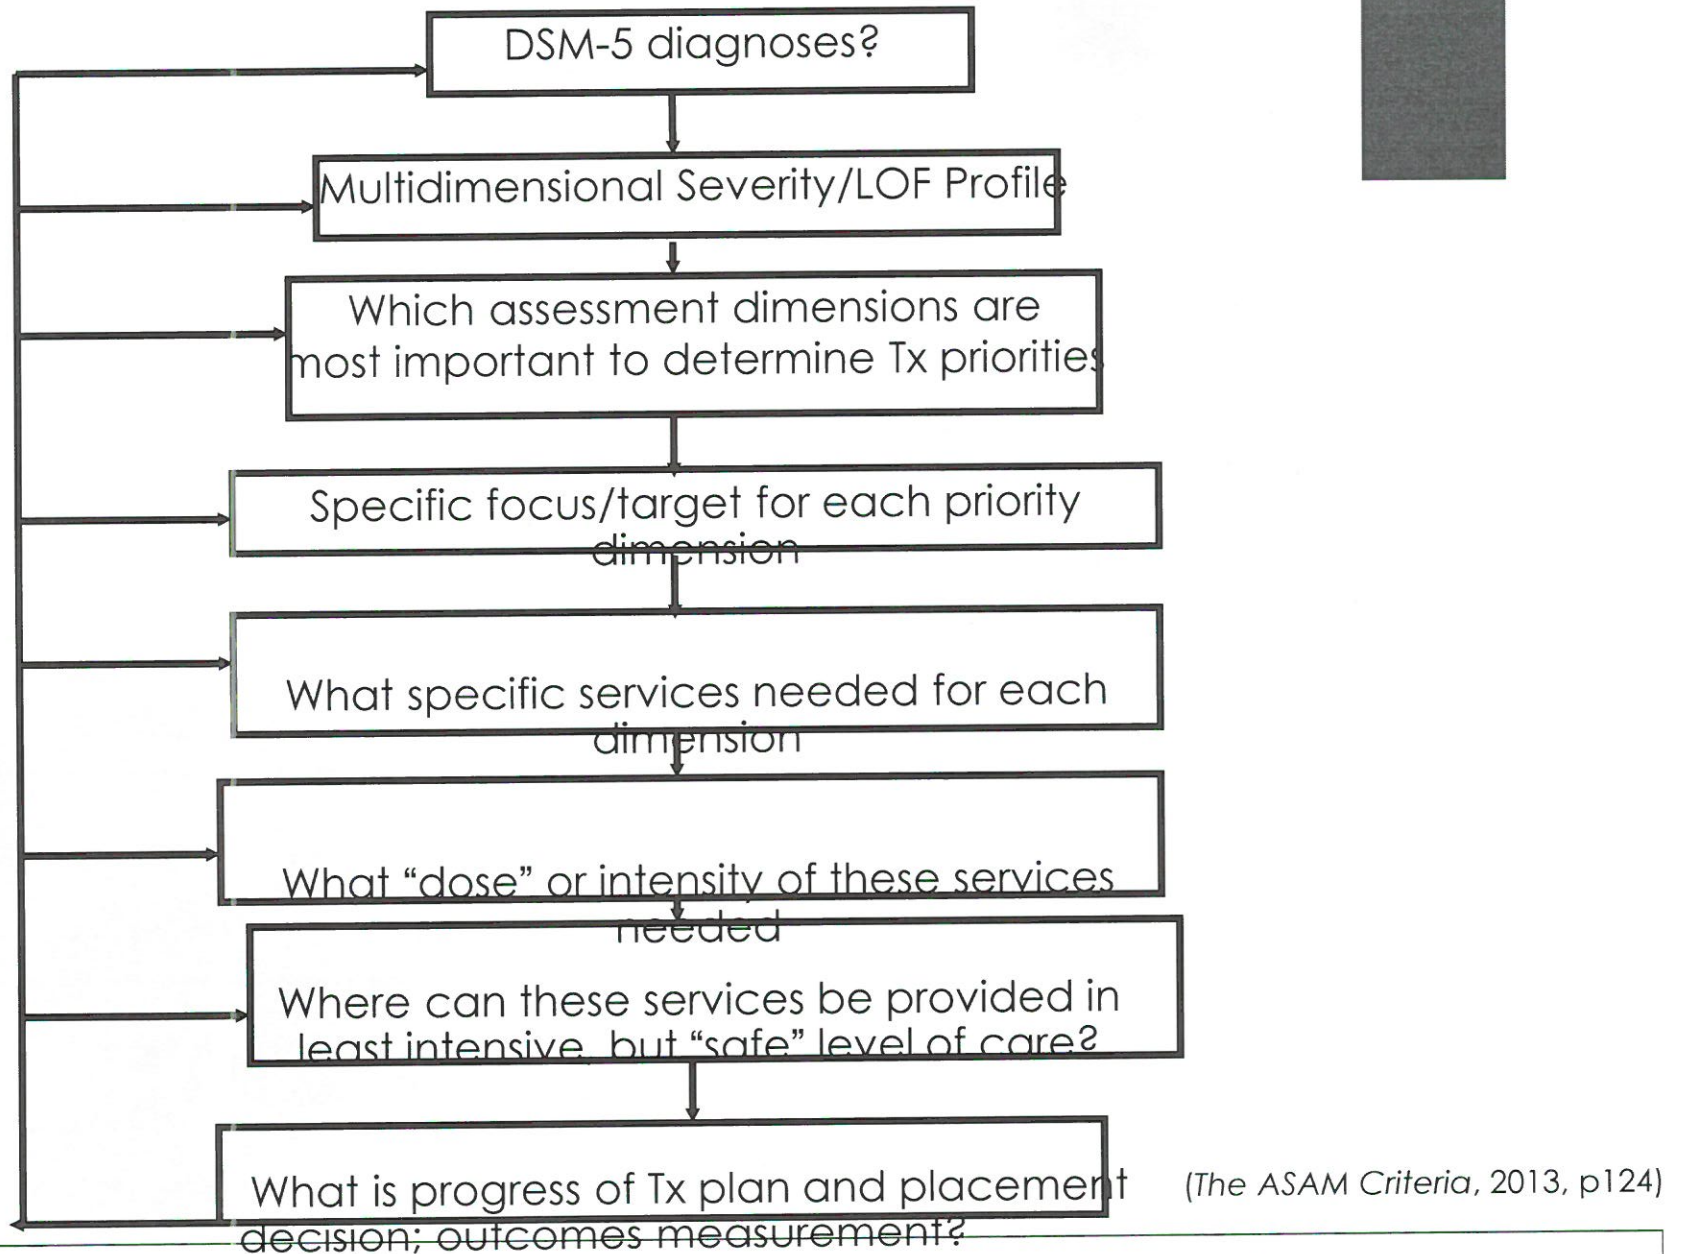 DSM-5 diagnoses?
Multidimensional Severity/LOF Profile
Which assessment dimensions are
most important to determine Tx priorities
Specific focus/target for each priority
dimension
What specific services needed for each
dimension
What “dose” or intensity of these services
needed
Where can these services be provided in
least intensive, but “safe” level of care?
What is progress of Tx plan and placement
decision; outcomes measurement?
(The ASAM Criteria, 2013, p124)